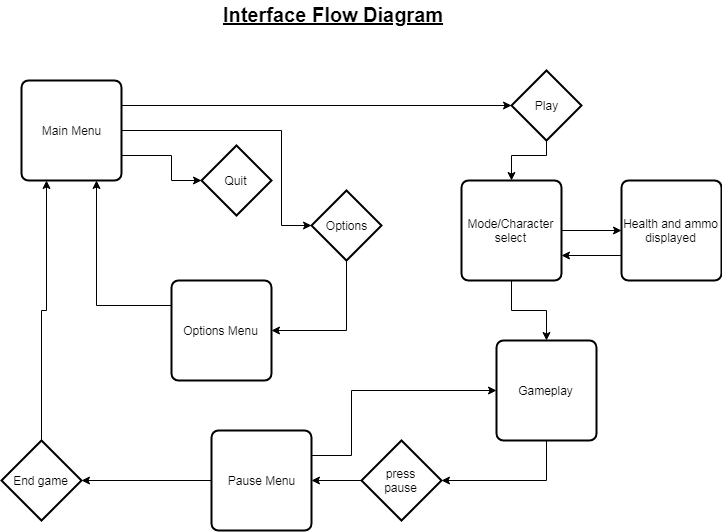 Interface Flow Diagram
Main Menu
Play
Quit
Options
Mode/Character
select
Health and ammo
displayed
Options Menu
Gameplay
End game
Pause Menu
press
pause